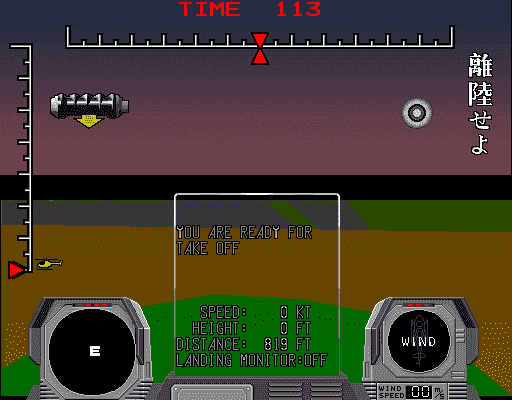 TIME 113
離陸せよ
YOU ARE READY FOR
TAKE OFF
SPEED: 0 KT
HEIGHT: 0 FT
DISTANCE: 819 FT
LANDING MONITOR:OFF
E
WIND
WIND SPEED 00 m/s